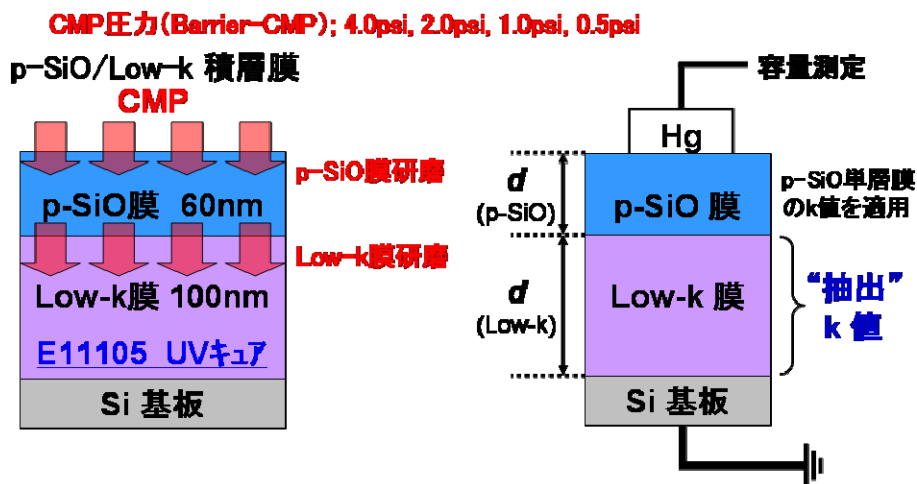 CMP圧力(Barrier-CMP); 4.0psi, 2.0psi, 1.0psi, 0.5psi
p-SiO/Low-k 積層膜
CMP
p-SiO膜研磨
p-SiO膜 60nm
Low-k膜研磨
Low-k膜 100nm
E11105 UVキュア
Si 基板
容量測定
Hg
d
(p-SiO)
p-SiO 膜
p-SiO単層膜
のk値を適用
d
(Low-k)
Low-k 膜
“抽出”
k 値
Si 基板